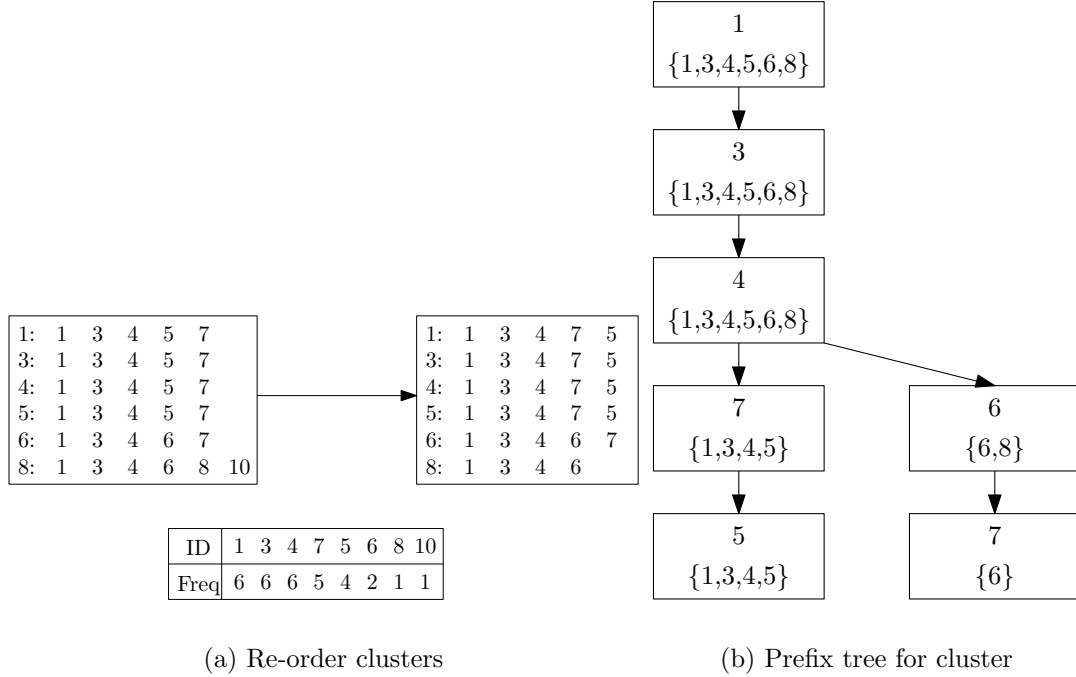 1: 1 3 4 5 7
3: 1 3 4 5 7
4: 1 3 4 5 7
5: 1 3 4 5 7
6: 1 3 4 6 7
8: 1 3 4 6 8 10
1: 1 3 4 7 5
3: 1 3 4 7 5
4: 1 3 4 7 5
5: 1 3 4 7 5
6: 1 3 4 6 7
8: 1 3 4 6
ID 1 3 4 7 5 6 8 10
Freq 6 6 6 5 4 2 1 1
(a) Re-order clusters
1
{1,3,4,5,6,8}
3
{1,3,4,5,6,8}
4
{1,3,4,5,6,8}
7
{1,3,4,5}
6
{6,8}
5
{1,3,4,5}
7
{6}
(b) Prefix tree for cluster